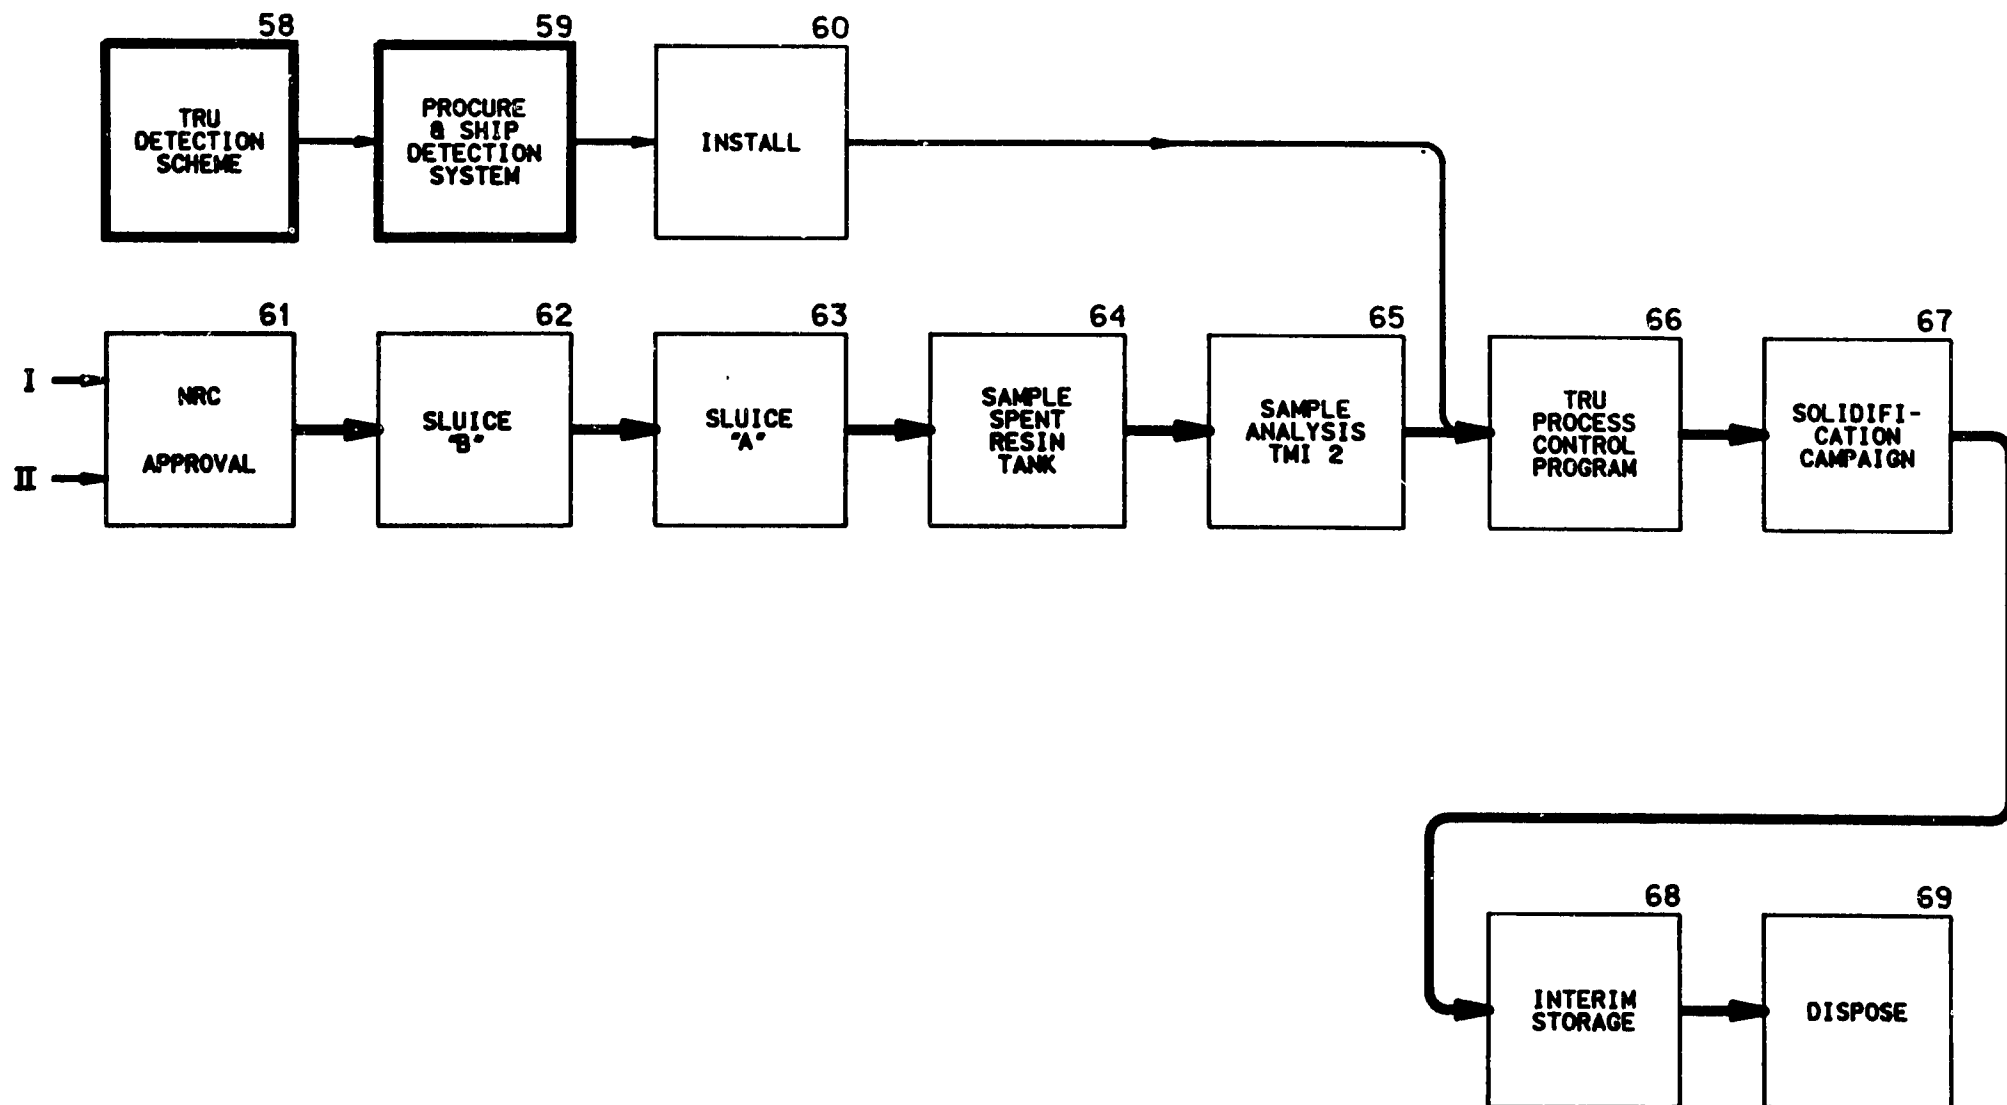 58
TRU
DETECTION
SCHEME
59
PROCURE
& SHIP
DETECTION
SYSTEM
60
INSTALL
I
II
61
NRC
APPROVAL
62
SLUICE
"B"
63
SLUICE
"A"
64
SAMPLE
SPENT
RESIN
TANK
65
SAMPLE
ANALYSIS
TMI 2
66
TRU
PROCESS
CONTROL
PROGRAM
67
SOLIDIFI-
CATION
CAMPAIGN
68
INTERIM
STORAGE
69
DISPOSE